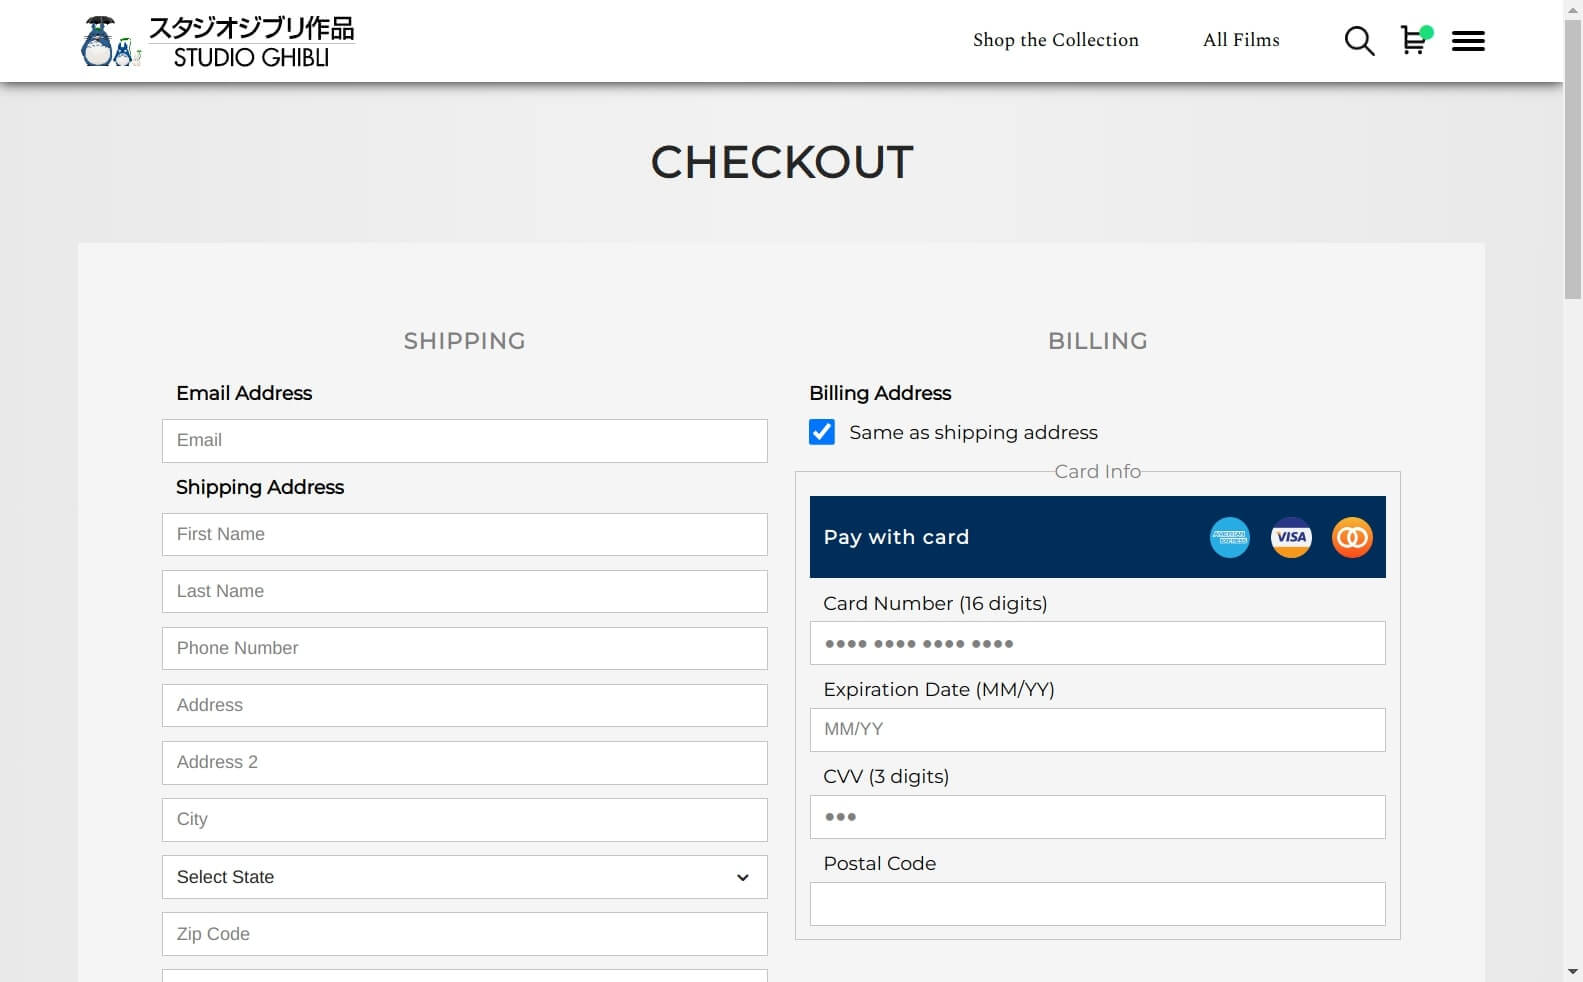 スタジオジブリ作品
STUDIO GHIBLI
Shop the Collection
All Films
CHECKOUT
SHIPPING
Email Address
Email
Shipping Address
First Name
Last Name
Phone Number
Address
Address 2
City
Select State
Zip Code
BILLING
Billing Address
Same as shipping address
Card Info
Pay with card
AMERICAN EXPRESS
VISA
Card Number (16 digits)
•••• •••• •••• ••••
Expiration Date (MM/YY)
MM/YY
CVV (3 digits)
•••
Postal Code